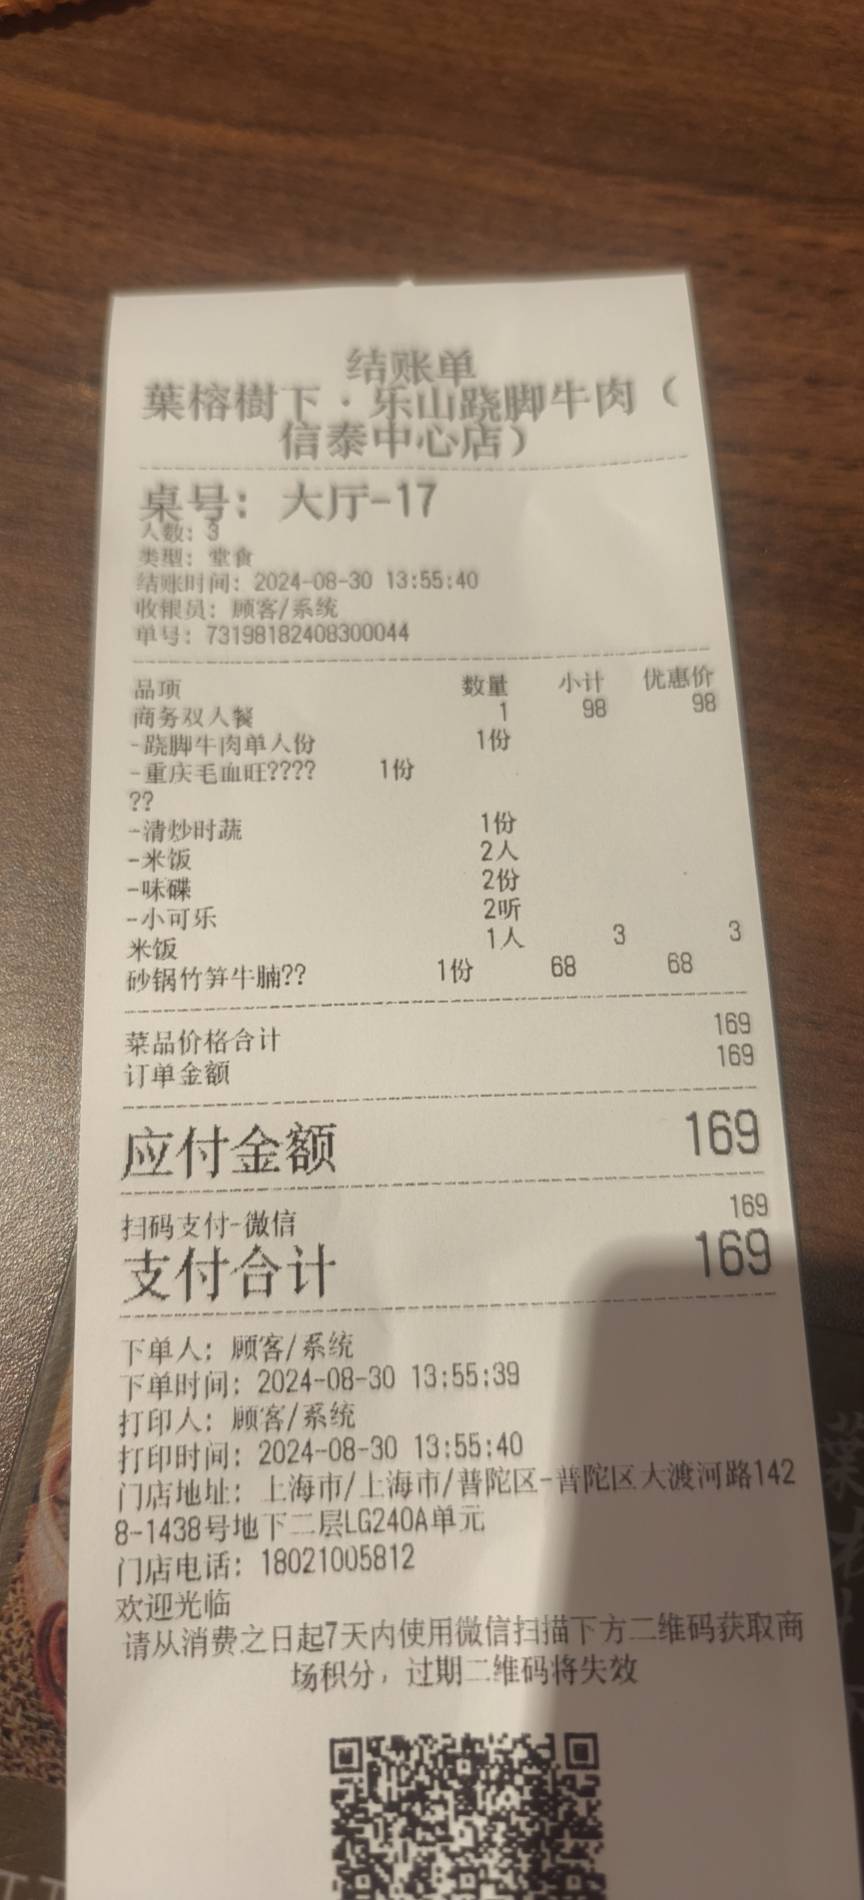 结账单
葉榕樹下·乐山跷脚牛肉（
信泰中心店）
桌号: 大厅-17
人数: 3
类型: 堂食
结账时间: 2024-08-30 13:55:40
收银员: 顾客/系统
单号: 731981824083000​44
品项 数量 小计 优惠价
商务双人餐 1 98 98
-跷脚牛肉单人份 1份
-重庆毛血旺???? 1份
??
-清炒时蔬 1份
-米饭 2人
-味碟 2份
-小可乐 2听
米饭 1人 3 3
砂锅竹笋牛腩?? 1份 68 68
菜品价格合计 169
订单金额 169
应付金额 169
扫码支付-微信 169
支付合计 169
下单人: 顾客/系统
下单时间: 2024-08-30 13:55:39
打印人: 顾客/系统
打印时间: 2024-08-30 13:55:40
门店地址: 上海市/上海市/普陀区-普陀区大渡河路142
8-1438号地下二层LG240A单元
门店电话: 18021005812
欢迎光临
请从消费之日起7天内使用微信扫描下方二维码获取商
场积分，过期二维码将失效